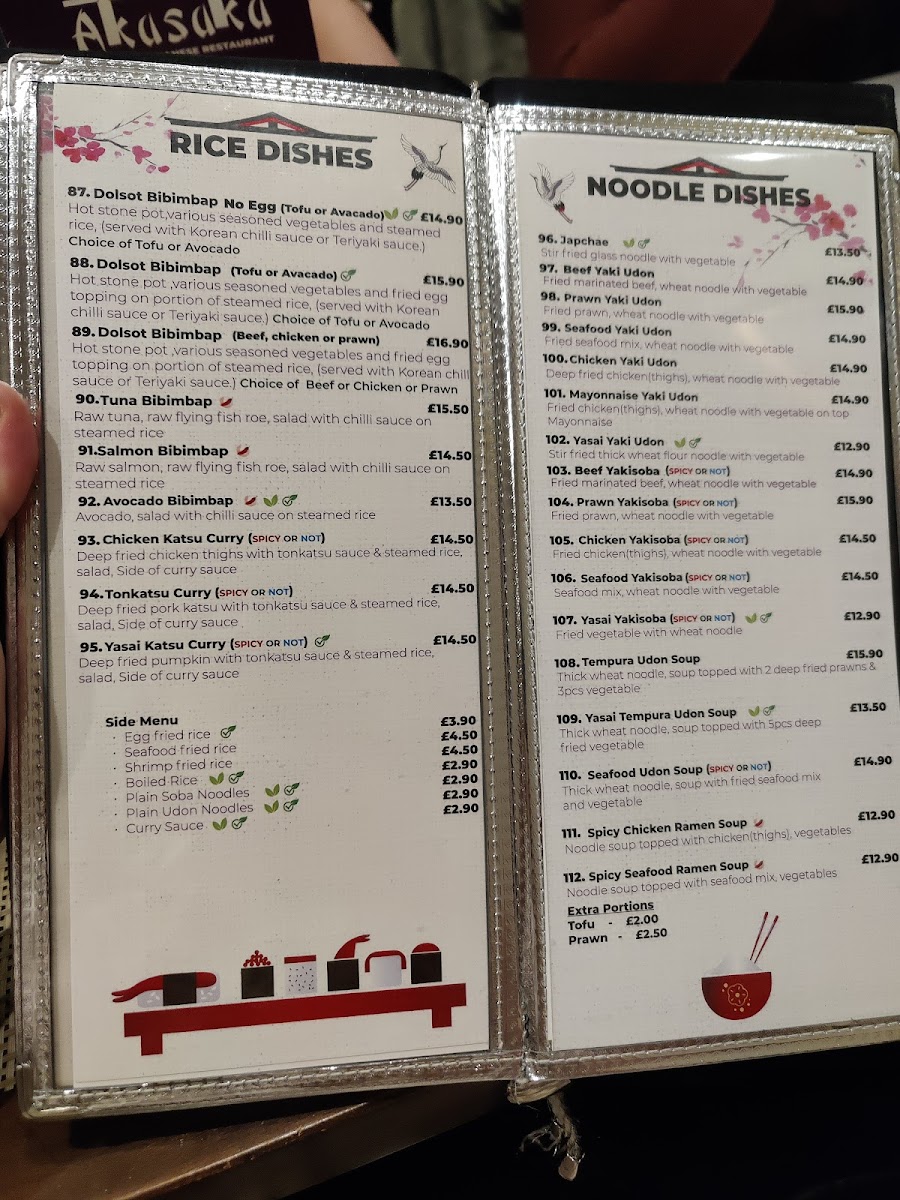 Akasaka
RESTAURANT
RICE DISHES
87. Dolsot Bibimbap No Egg (Tofu or Avacado) £14.90
Hot stone pot,various seasoned vegetables and steamed
rice, (served with Korean chilli sauce or Teriyaki sauce.)
Choice of Tofu or Avocado
88. Dolsot Bibimbap (Tofu or Avacado) £15.90
Hot stone pot ,various seasoned vegetables and fried egg
topping on portion of steamed rice, (served with Korean
chilli sauce or Teriyaki sauce.) Choice of Tofu or Avocado
89. Dolsot Bibimbap (Beef, chicken or prawn) £16.90
Hot stone pot ,various seasoned vegetables and fried egg
topping on portion of steamed rice, (served with Korean chill
sauce or Teriyaki sauce.) Choice of Beef or Chicken or Prawn
90.Tuna Bibimbap £15.50
Raw tuna, raw flying fish roe, salad with chilli sauce on
steamed rice
91.Salmon Bibimbap £14.50
Raw salmon, raw flying fish roe, salad with chilli sauce on
steamed rice
92. Avocado Bibimbap £13.50
Avocado, salad with chilli sauce on steamed rice
93. Chicken Katsu Curry (SPICY OR NOT) £14.50
Deep fried chicken thighs with tonkatsu sauce & steamed rice,
salad, Side of curry sauce
94.Tonkatsu Curry (SPICY OR NOT) £14.50
Deep fried pork katsu with tonkatsu sauce & steamed rice,
salad, Side of curry sauce
95. Yasai Katsu Curry (SPICY OR NOT) £14.50
Deep fried pumpkin with tonkatsu sauce & steamed rice,
salad, Side of curry sauce
Side Menu £3.90
· Egg fried rice £4.50
· Seafood fried rice £4.50
· Shrimp fried rice £2.90
· Boiled Rice £2.90
· Plain Soba Noodles £2.90
· Plain Udon Noodles £2.90
· Curry Sauce
NOODLE DISHES
96. Japchae £13.50
Stir fried glass noodle with vegetable
97. Beef Yaki Udon £14.90
Fried marinated beef, wheat noodle with vegetable
98. Prawn Yaki Udon £15.90
Fried prawn, wheat noodle with vegetable
99. Seafood Yaki Udon £14.90
Fried seafood mix, wheat noodle with vegetable
100.Chicken Yaki Udon £14.90
Deep fried chicken(thighs), wheat noodle with vegetable
101. Mayonnaise Yaki Udon £14.90
Fried chicken(thighs), wheat noodle with vegetable on top
Mayonnaise
102. Yasai Yaki Udon £12.90
Stir fried thick wheat flour noodle with vegetable
103. Beef Yakisoba (SPICY OR NOT) £14.90
Fried marinated beef, wheat noodle with vegetable
104. Prawn Yakisoba (SPICY OR NOT) £15.90
Fried prawn, wheat noodle with vegetable
105. Chicken Yakisoba (SPICY OR NOT) £14.50
Fried chicken(thighs), wheat noodle with vegetable
106. Seafood Yakisoba (SPICY OR NOT) £14.50
Seafood mix, wheat noodle with vegetable
107. Yasai Yakisoba (SPICY OR NOT) £12.90
Fried vegetable with wheat noodle
108. Tempura Udon Soup £15.90
Thick wheat noodle, soup topped with 2 deep fried prawns &
3pcs vegetable
109. Yasai Tempura Udon Soup £13.50
Thick wheat noodle, soup topped with 5pcs deep
fried vegetable
110. Seafood Udon Soup (SPICY OR NOT) £14.90
Thick wheat noodle, soup with fried seafood mix
and vegetable
111. Spicy Chicken Ramen Soup £12.90
Noodle soup topped with chicken(thighs), vegetables
112. Spicy Seafood Ramen Soup £12.90
Noodle soup topped with seafood mix, vegetables
Extra Portions
Tofu - £2.00
Prawn - £2.50